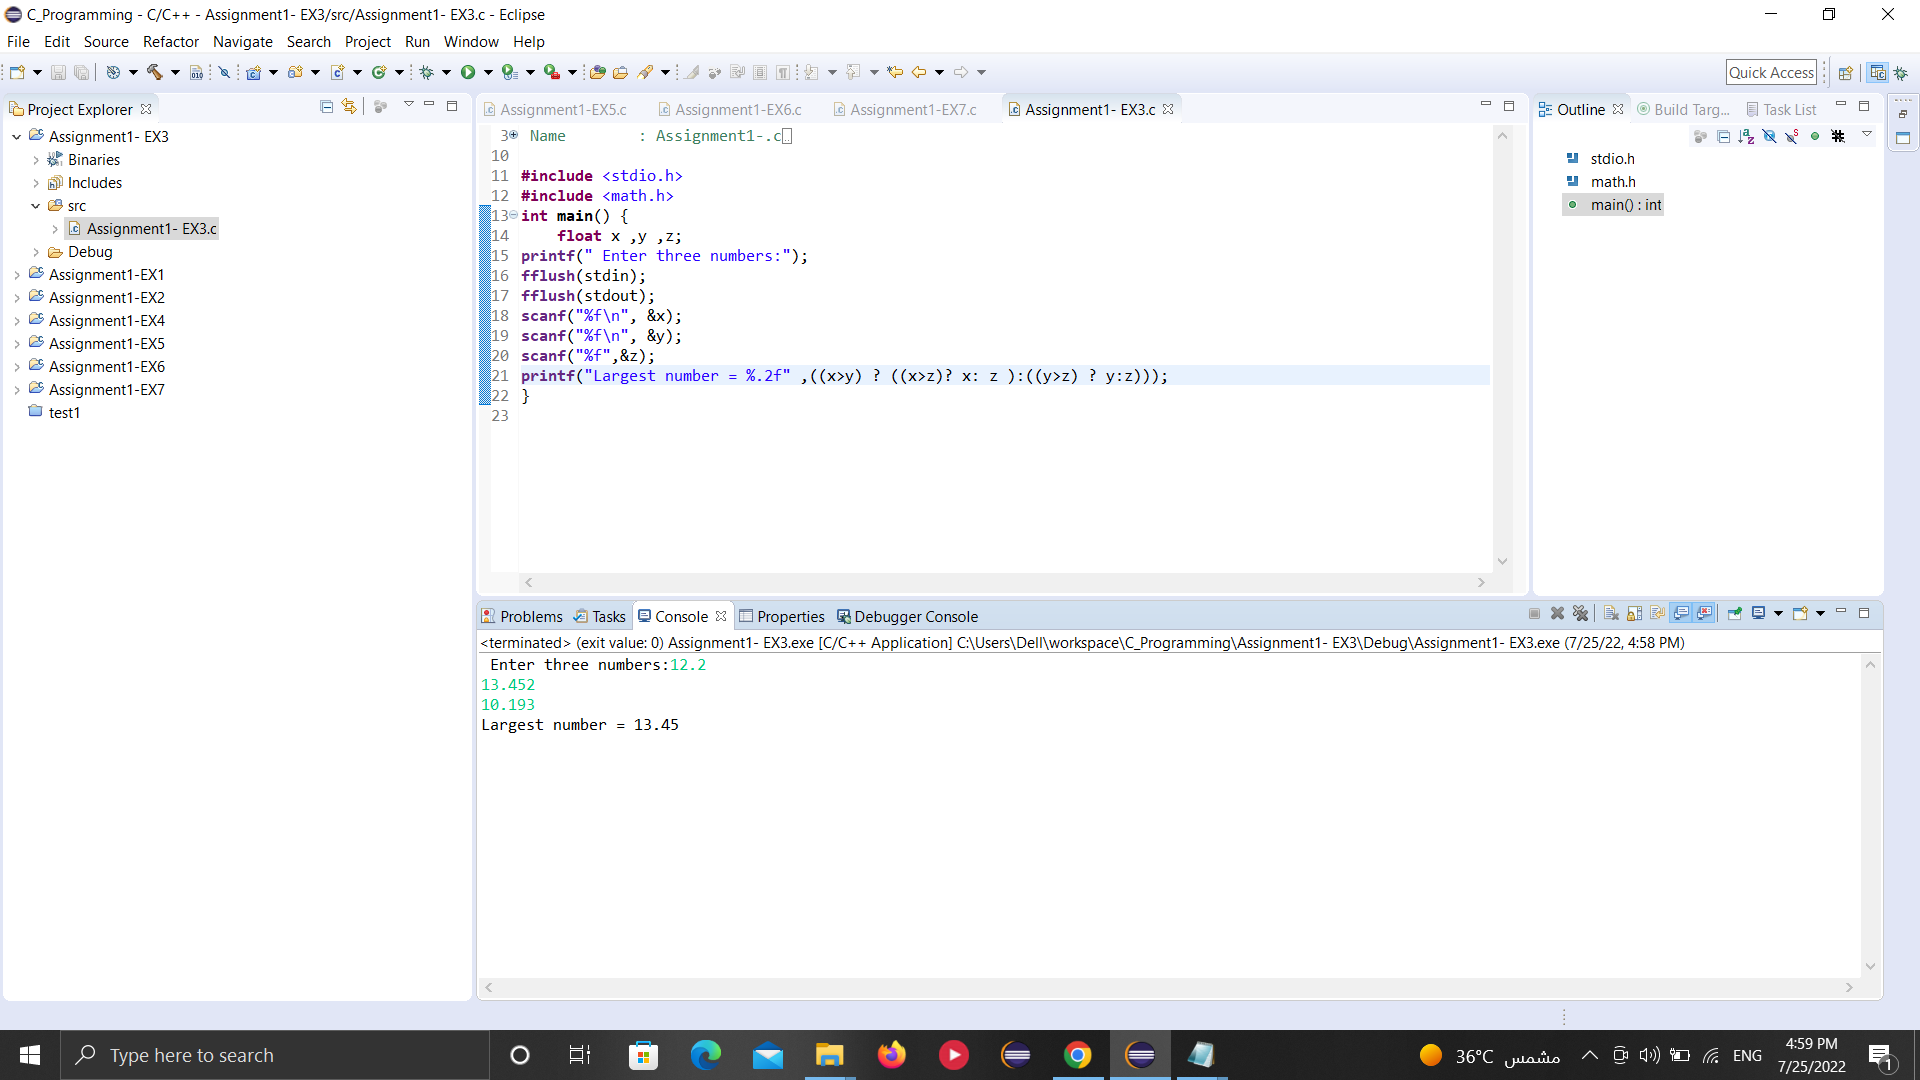 C_Programming - C/C++ - Assignment1- EX3/src/Assignment1- EX3.c - Eclipse
File Edit Source Refactor Navigate Search Project Run Window Help
Quick Access
Project Explorer
Assignment1- EX3
Binaries
Includes
src
Assignment1- EX3.c
Debug
Assignment1-EX1
Assignment1-EX2
Assignment1-EX4
Assignment1-EX5
Assignment1-EX6
Assignment1-EX7
test1
Assignment1-EX5.c Assignment1-EX6.c Assignment1-EX7.c Assignment1- EX3.c
3 Name : Assignment1-.c
10
11 #include <stdio.h>
12 #include <math.h>
13 int main() {
14 float x ,y ,z;
15 printf(" Enter three numbers:");
16 fflush(stdin);
17 fflush(stdout);
18 scanf("%f\n", &x);
19 scanf("%f\n", &y);
20 scanf("%f",&z);
21 printf("Largest number = %.2f" ,((x>y) ? ((x>z)? x: z ):((y>z) ? y:z)));
22 }
23
Outline Build Targ... Task List
stdio.h
math.h
main() : int
Problems Tasks Console Properties Debugger Console
<terminated> (exit value: 0) Assignment1- EX3.exe [C/C++ Application] C:\Users\Dell\workspace\C_Programming\Assignment1- EX3\Debug\Assignment1- EX3.exe (7/25/22, 4:58 PM)
Enter three numbers:12.2
13.452
10.193
Largest number = 13.45
Type here to search
36°C مشمس
ENG
4:59 PM
7/25/2022
1